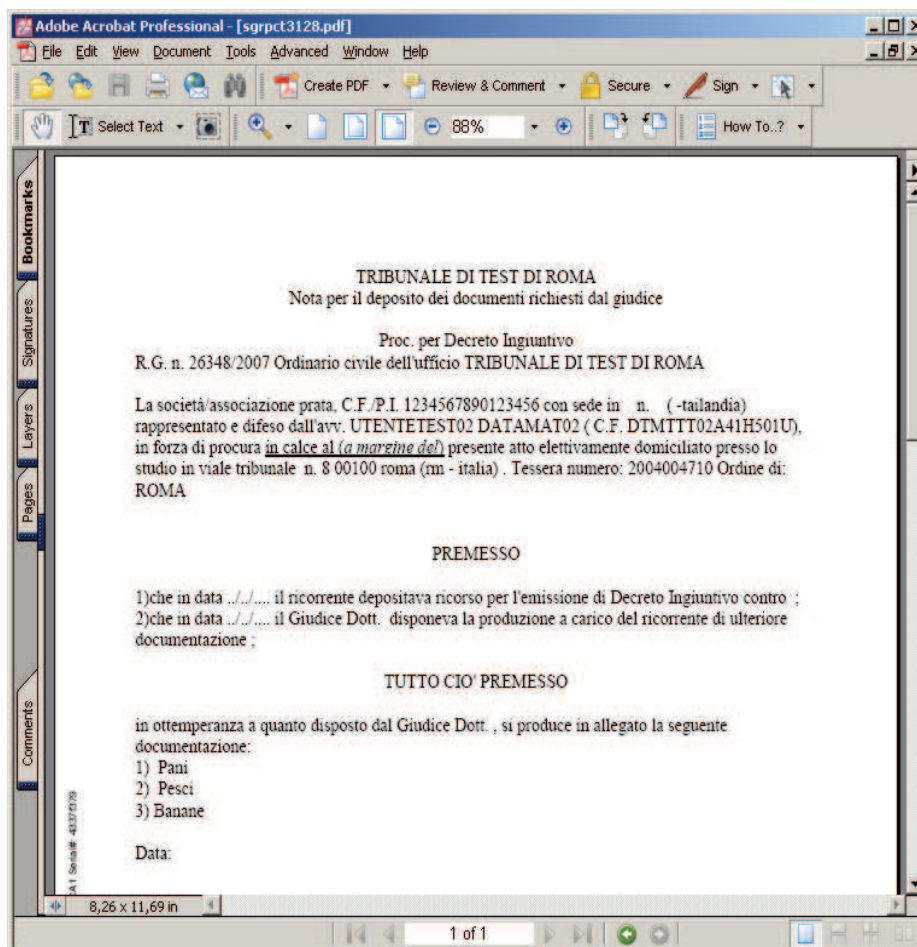 Adobe Acrobat Professional - [sgrpct3128.pdf]
File Edit View Document Tools Advanced Window Help
Create PDF Review & Comment Secure Sign
Select Text 88% How To..?
Bookmarks
Signatures
Layers
Pages
Comments
TRIBUNALE DI TEST DI ROMA
Nota per il deposito dei documenti richiesti dal giudice
Proc. per Decreto Ingiuntivo
R.G. n. 26348/2007 Ordinario civile dell'ufficio TRIBUNALE DI TEST DI ROMA
La società/associazione prata, C.F./P.I. 1234567890123456 con sede in n. ( -tailandia)
rappresentato e difeso dall'avv. UTENTETEST02 DATAMAT02 ( C.F. DTMTTT02A41H501U),
in forza di procura in calce al (a margine del) presente atto elettivamente domiciliato presso lo
studio in viale tribunale n. 8 00100 roma (rm - italia) . Tessera numero: 2004004710 Ordine di:
ROMA
PREMESSO
1)che in data ../../.... il ricorrente depositava ricorso per l'emissione di Decreto Ingiuntivo contro ;
2)che in data ../../.... il Giudice Dott. disponeva la produzione a carico del ricorrente di ulteriore
documentazione ;
TUTTO CIO' PREMESSO
in ottemperanza a quanto disposto dal Giudice Dott. , si produce in allegato la seguente
documentazione:
1) Pani
2) Pesci
3) Banane
Data:
A1 Serial#:
8,26 x 11,69 in
1 of 1